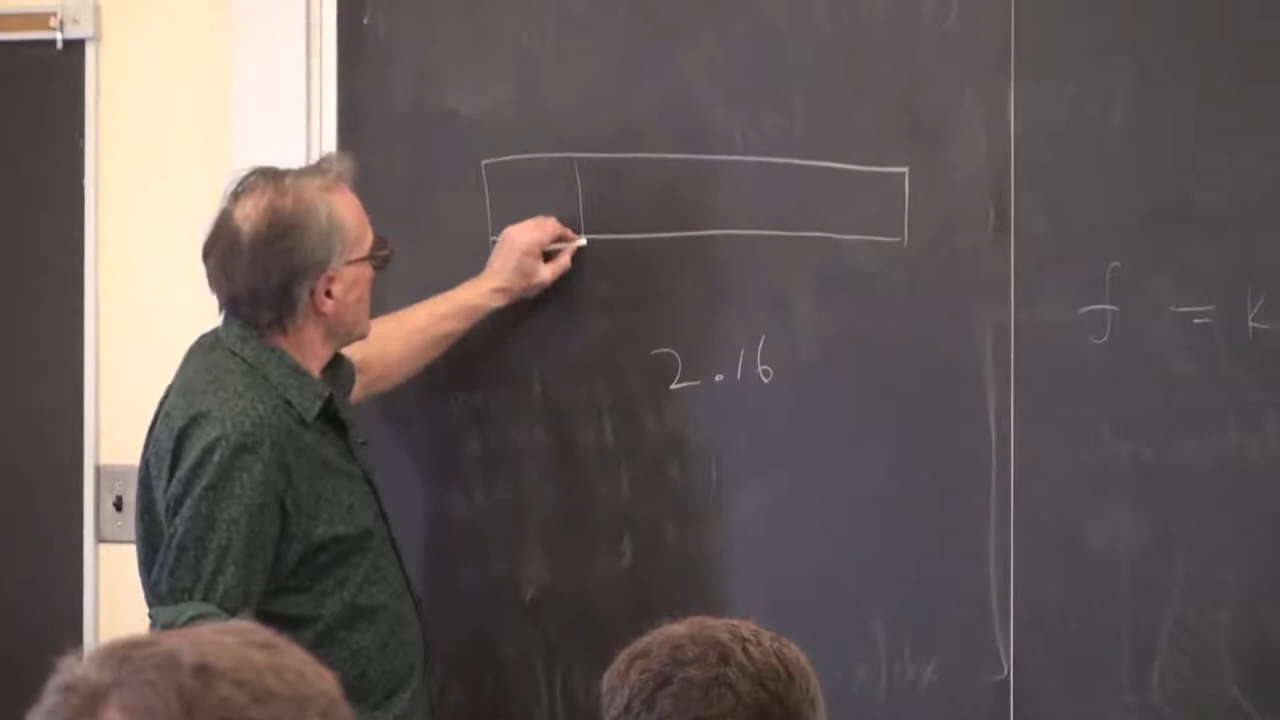 2.16
f = k